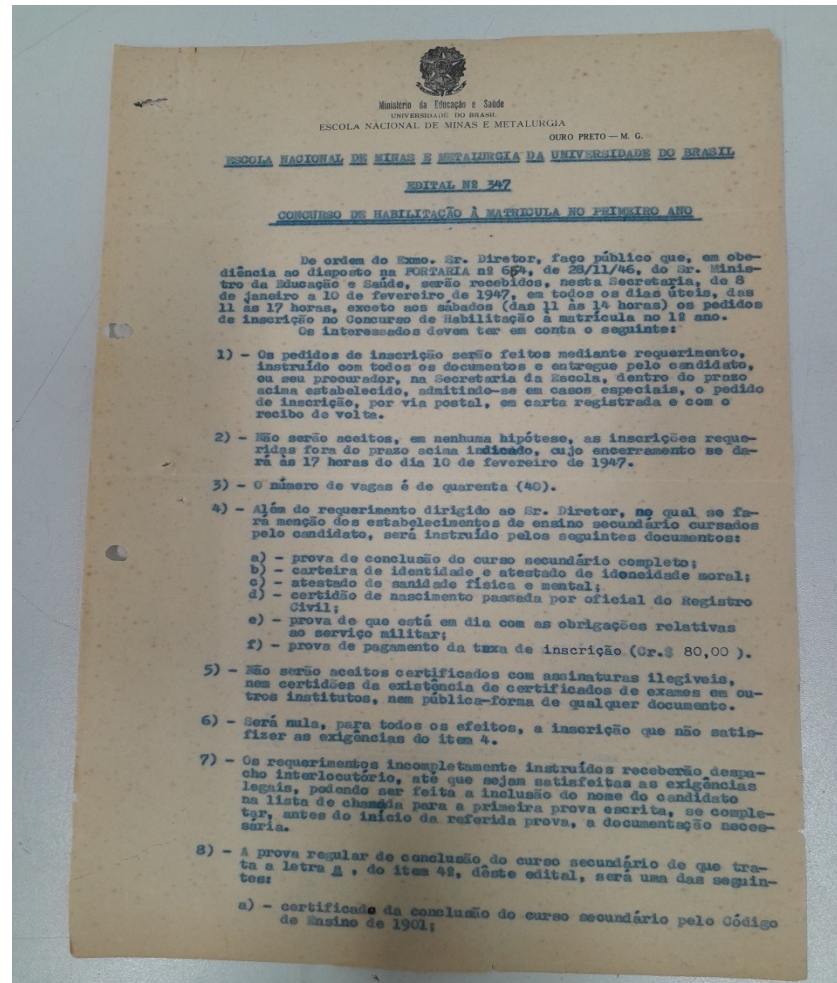 Ministério da Educação e Saúde
UNIVERSIDADE DO BRASIL
ESCOLA NACIONAL DE MINAS E METALURGIA
OURO PRETO — M. G.
ESCOLA NACIONAL DE MINAS E METALURGIA DA UNIVERSIDADE DO BRASIL
EDITAL Nº 347
CONCURSO DE HABILITAÇÃO À MATRICULA NO PRIMEIRO ANO
De ordem do Exmo. Sr. Diretor, faço público que, em obe-
diência ao disposto na PORTARIA nº 654, de 28/11/46, do Sr. Minis-
tro da Educação e Saúde, serão recebidos, nesta Secretaria, de 8
de janeiro a 10 de fevereiro de 1947, em todos os dias úteis, das
11 às 17 horas, exceto aos sábados (das 11 às 14 horas) os pedidos
de inscrição no Concurso de Habilitação à matrícula no 1º ano.
Os interessados devem ter em conta o seguinte:
1) - Os pedidos de inscrição serão feitos mediante requerimento,
instruído com todos os documentos e entregue pelo candidato,
ou seu procurador, na Secretaria da Escola, dentro do prazo
acima estabelecido, admitindo-se em casos especiais, o pedido
de inscrição, por via postal, em carta registrada e com o
recibo de volta.
2) - Não serão aceitos, em nenhuma hipótese, as inscrições reque-
ridas fora do prazo acima indicado, cujo encerramento se da-
rá às 17 horas do dia 10 de fevereiro de 1947.
3) - O número de vagas é de quarenta (40).
4) - Além do requerimento dirigido ao Sr. Diretor, no qual se fa-
rá menção dos estabelecimentos de ensino secundário cursados
pelo candidato, será instruído pelos seguintes documentos:
a) - prova de conclusão do curso secundário completo;
b) - carteira de identidade e atestado de idoneidade moral;
c) - atestado de sanidade física e mental;
d) - certidão de nascimento passada por oficial do Registro
Civil;
e) - prova de que está em dia com as obrigações relativas
ao serviço militar;
f) - prova de pagamento da taxa de inscrição (Cr.$ 80,00 ).
5) - Não serão aceitos certificados com assinaturas ilegíveis,
nem certidões da existência de certificados de exames em ou-
tros institutos, nem pública-forma de qualquer documento.
6) - Será nula, para todos os efeitos, a inscrição que não satis-
fizer as exigências do item 4.
7) - Os requerimentos incompletamente instruídos receberão despa-
cho interlocutório, até que sejam satisfeitas as exigências
legais, podendo ser feita a inclusão do nome do candidato
na lista de chamada para a primeira prova escrita, se comple-
tar, antes do início da referida prova, a documentação neces-
sária.
8) - A prova regular de conclusão do curso secundário de que tra-
ta a letra a , do item 4º, dêste edital, será uma das seguin-
tes:
a) - certificado da conclusão do curso secundário pelo Código
de Ensino de 1901;